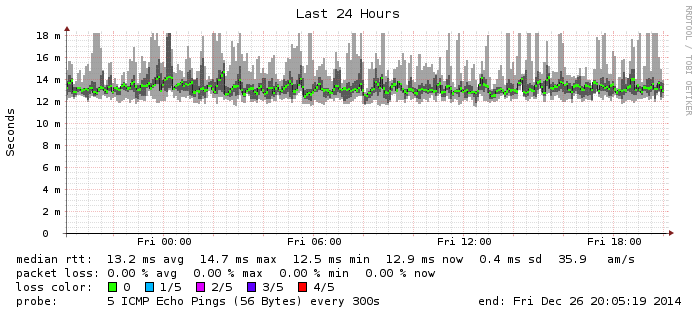 Last 24 Hours
RRDTOOL / TOBI OETIKER
Seconds
18 m
16 m
14 m
12 m
10 m
8 m
6 m
4 m
2 m
0
Fri 00:00 Fri 06:00 Fri 12:00 Fri 18:00
median rtt: 13.2 ms avg 14.7 ms max 12.5 ms min 12.9 ms now 0.4 ms sd 35.9 am/s
packet loss: 0.00 % avg 0.00 % max 0.00 % min 0.00 % now
loss color: 0 1/5 2/5 3/5 4/5
probe: 5 ICMP Echo Pings (56 Bytes) every 300s end: Fri Dec 26 20:05:19 2014